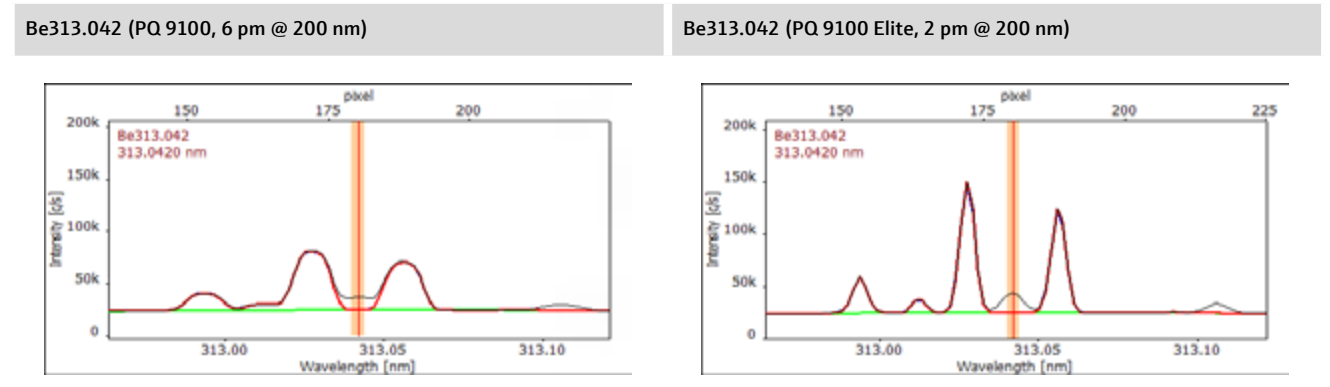 Be313.042 (PQ 9100, 6 pm @ 200 nm)
Be313.042 (PQ 9100 Elite, 2 pm @ 200 nm)
pixel
150 175 200
200k
Be313.042
313.0420 nm
150k
100k
50k
0
Intensity [c/s]
313.00 313.05 313.10
Wavelength [nm]
pixel
150 175 200 225
200k
Be313.042
313.0420 nm
150k
100k
50k
0
Intensity [c/s]
313.00 313.05 313.10
Wavelength [nm]